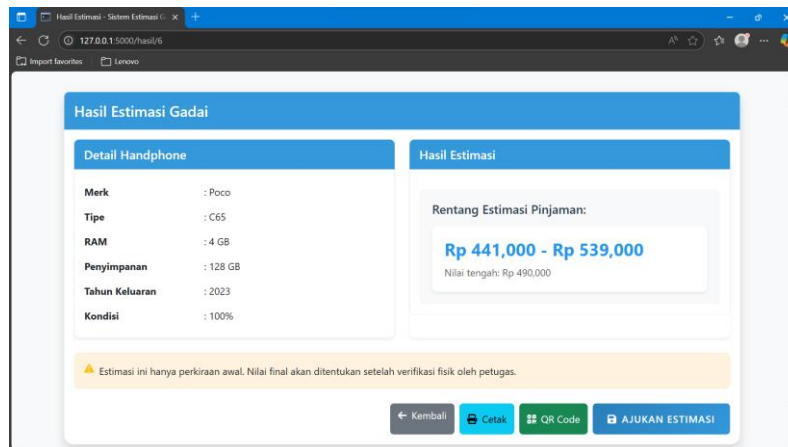 Hasil Estimasi - Sistem Estimasi G
127.0.0.1:5000/hasil/6
Import favorites
Lenovo
Hasil Estimasi Gadai
Detail Handphone
Merk : Poco
Tipe : C65
RAM : 4 GB
Penyimpanan : 128 GB
Tahun Keluaran : 2023
Kondisi : 100%
Hasil Estimasi
Rentang Estimasi Pinjaman:
Rp 441,000 - Rp 539,000
Nilai tengah: Rp 490,000
Estimasi ini hanya perkiraan awal. Nilai final akan ditentukan setelah verifikasi fisik oleh petugas.
Kembali
Cetak
QR Code
AJUKAN ESTIMASI